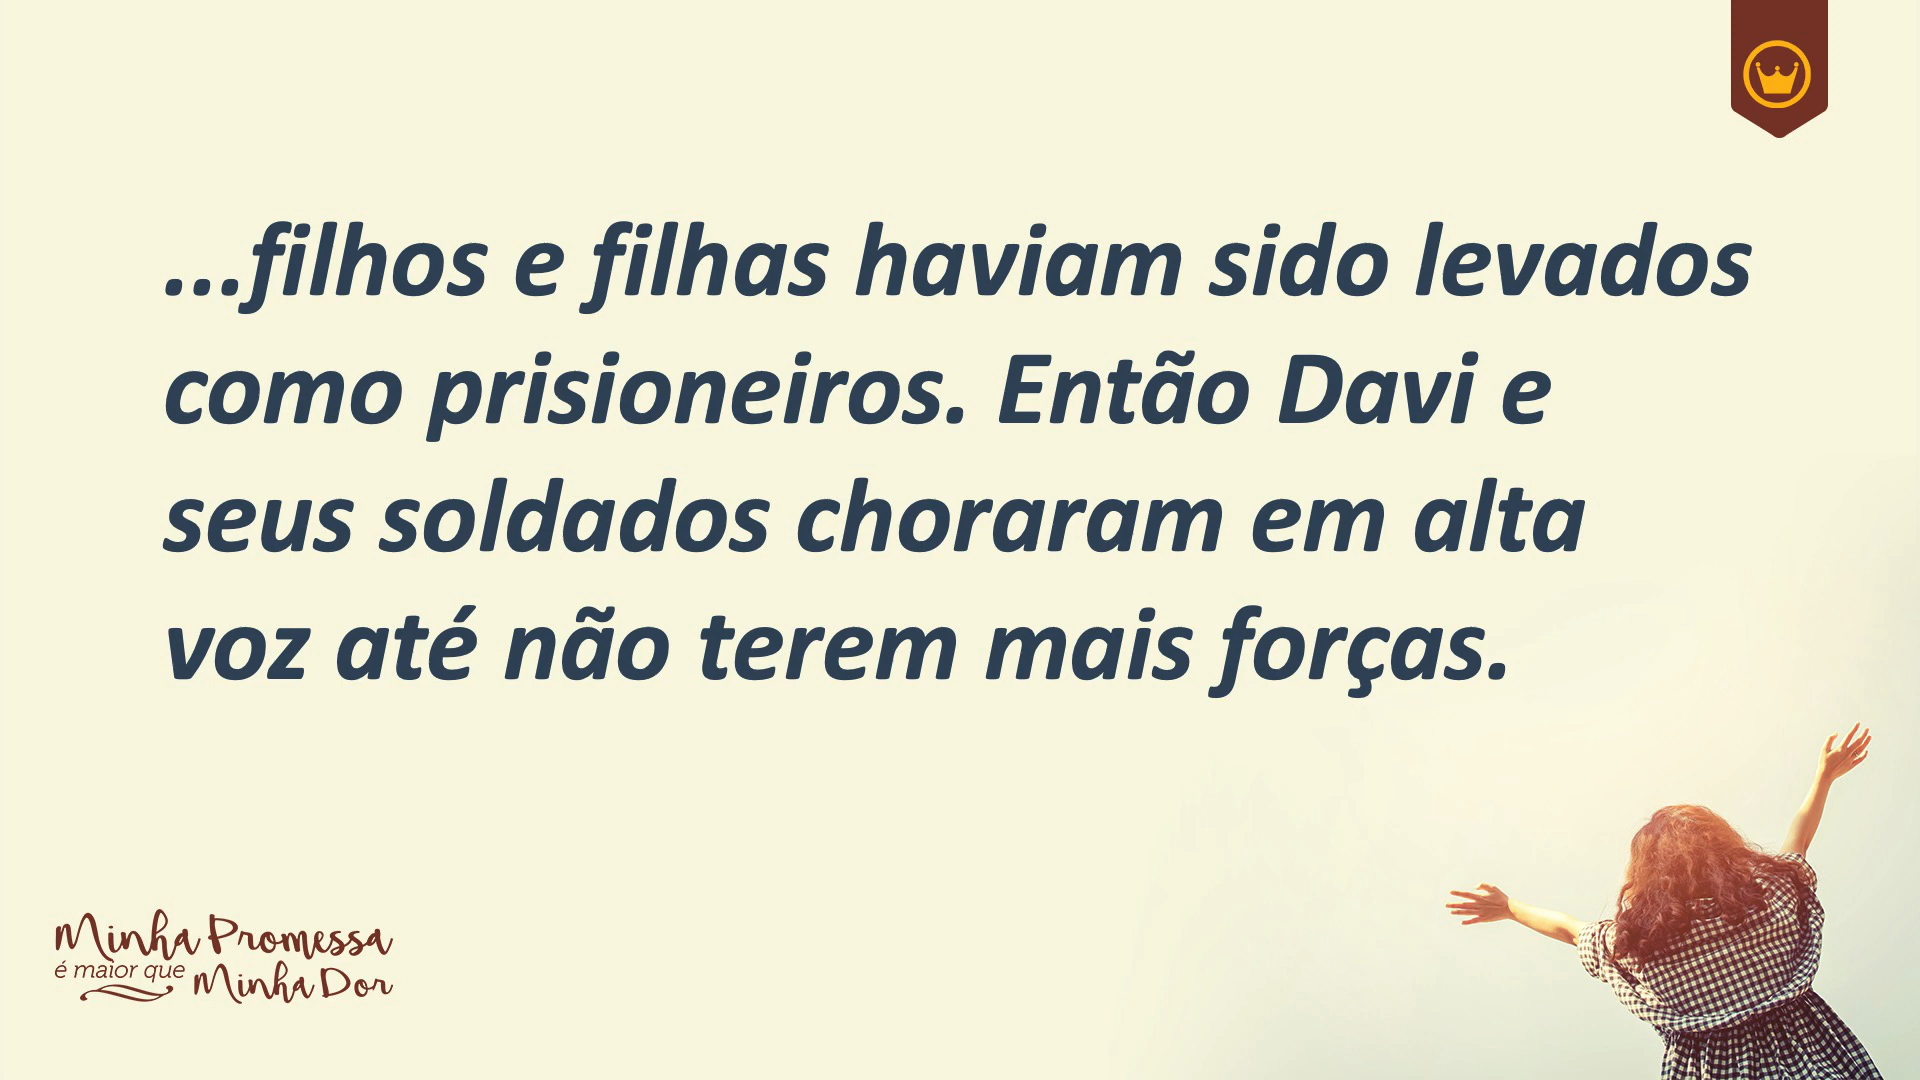 ...filhos e filhas haviam sido levados
como prisioneiros. Então Davi e
seus soldados choraram em alta
voz até não terem mais forças.
Minha Promessa
é maior que Minha Dor